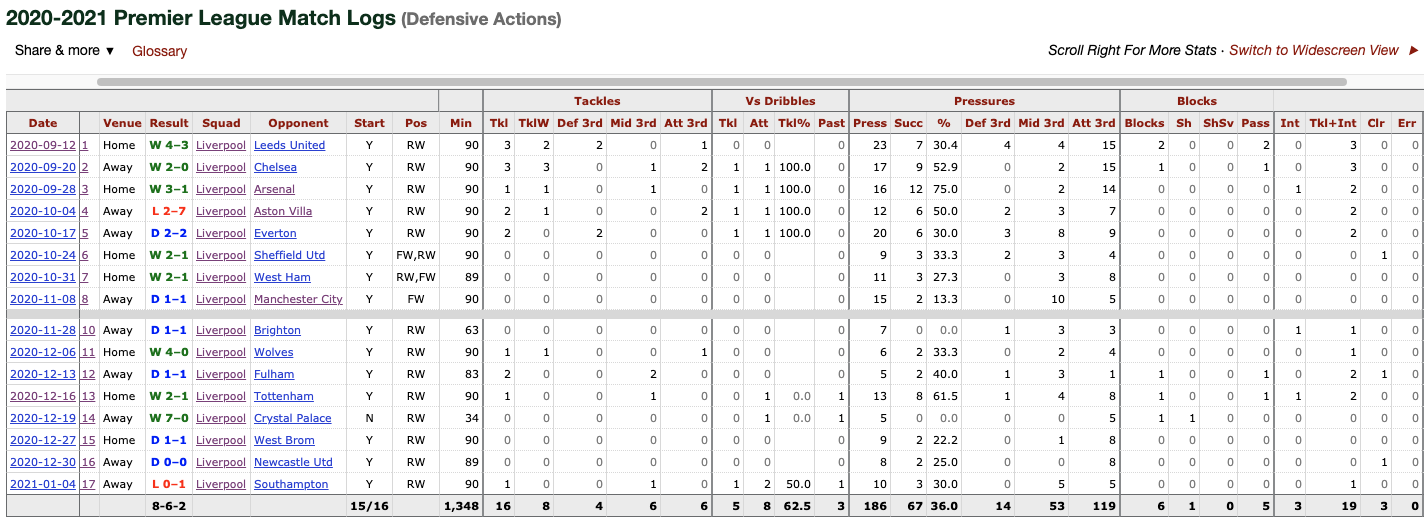 2020-2021 Premier League Match Logs (Defensive Actions)
Share & more ▼ Glossary Scroll Right For More Stats · Switch to Widescreen View ►
Tackles Vs Dribbles Pressures Blocks
Date Venue Result Squad Opponent Start Pos Min Tkl TklW Def 3rd Mid 3rd Att 3rd Tkl Att Tkl% Past Press Succ % Def 3rd Mid 3rd Att 3rd Blocks Sh ShSv Pass Int Tkl+Int Clr Err
2020-09-12 1 Home W 4–3 Liverpool Leeds United Y RW 90 3 2 2 0 1 0 0 0 23 7 30.4 4 4 15 2 0 0 2 0 3 0 0
2020-09-20 2 Away W 2–0 Liverpool Chelsea Y RW 90 3 3 0 1 2 1 1 100.0 0 17 9 52.9 0 2 15 1 0 0 1 0 3 0 0
2020-09-28 3 Home W 3–1 Liverpool Arsenal Y RW 90 1 1 0 1 0 1 1 100.0 0 16 12 75.0 0 2 14 0 0 0 0 1 2 0 0
2020-10-04 4 Away L 2–7 Liverpool Aston Villa Y RW 90 2 1 0 0 2 1 1 100.0 0 12 6 50.0 2 3 7 0 0 0 0 0 2 0 0
2020-10-17 5 Away D 2–2 Liverpool Everton Y RW 90 2 0 2 0 0 1 1 100.0 0 20 6 30.0 3 8 9 0 0 0 0 0 2 0 0
2020-10-24 6 Home W 2–1 Liverpool Sheffield Utd Y FW,RW 90 0 0 0 0 0 0 0 0 9 3 33.3 2 3 4 0 0 0 0 0 0 1 0
2020-10-31 7 Home W 2–1 Liverpool West Ham Y RW,FW 89 0 0 0 0 0 0 0 0 11 3 27.3 0 3 8 0 0 0 0 0 0 0 0
2020-11-08 8 Away D 1–1 Liverpool Manchester City Y FW 90 0 0 0 0 0 0 0 0 15 2 13.3 0 10 5 0 0 0 0 0 0 0 0
2020-11-28 10 Away D 1–1 Liverpool Brighton Y RW 63 0 0 0 0 0 0 0 0 7 0 0.0 1 3 3 0 0 0 0 1 1 0 0
2020-12-06 11 Home W 4–0 Liverpool Wolves Y RW 90 1 1 0 0 1 0 0 0 6 2 33.3 0 2 4 0 0 0 0 0 1 0 0
2020-12-13 12 Away D 1–1 Liverpool Fulham Y RW 83 2 0 0 2 0 0 0 0 5 2 40.0 1 3 1 1 0 0 1 0 2 1 0
2020-12-16 13 Home W 2–1 Liverpool Tottenham Y RW 90 1 0 0 1 0 0 1 0.0 1 13 8 61.5 1 4 8 1 0 0 1 1 2 0 0
2020-12-19 14 Away W 7–0 Liverpool Crystal Palace N RW 34 0 0 0 0 0 0 1 0.0 1 5 0 0.0 0 0 5 1 1 0 0 0 0 0 0
2020-12-27 15 Home D 1–1 Liverpool West Brom Y RW 90 0 0 0 0 0 0 0 0 9 2 22.2 0 1 8 0 0 0 0 0 0 0 0
2020-12-30 16 Away D 0–0 Liverpool Newcastle Utd Y RW 89 0 0 0 0 0 0 0 0 8 2 25.0 0 0 8 0 0 0 0 0 0 1 0
2021-01-04 17 Away L 0–1 Liverpool Southampton Y RW 90 1 0 0 1 0 1 2 50.0 1 10 3 30.0 0 5 5 0 0 0 0 0 1 0 0
8-6-2 15/16 1,348 16 8 4 6 6 5 8 62.5 3 186 67 36.0 14 53 119 6 1 0 5 3 19 3 0